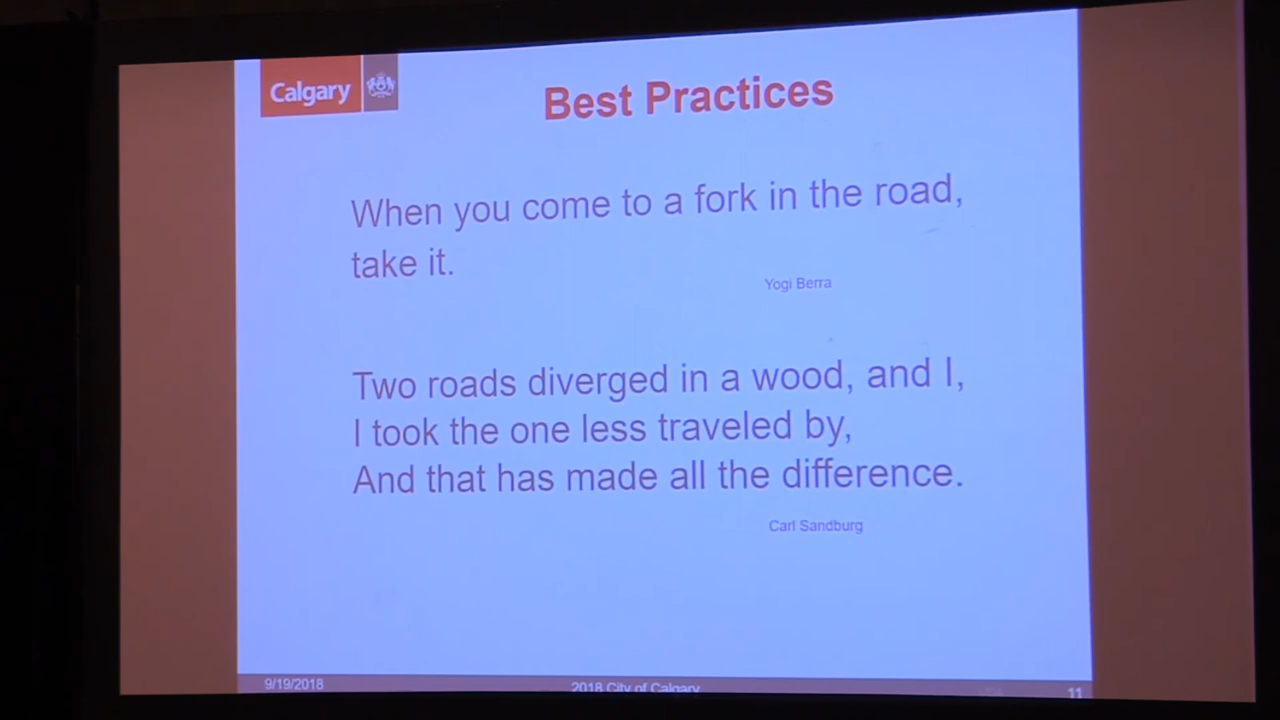 Calgary
Best Practices
When you come to a fork in the road,
take it.
Yogi Berra
Two roads diverged in a wood, and I,
I took the one less traveled by,
And that has made all the difference.
Carl Sandburg
9/19/2018
2018 City of Calgary
11